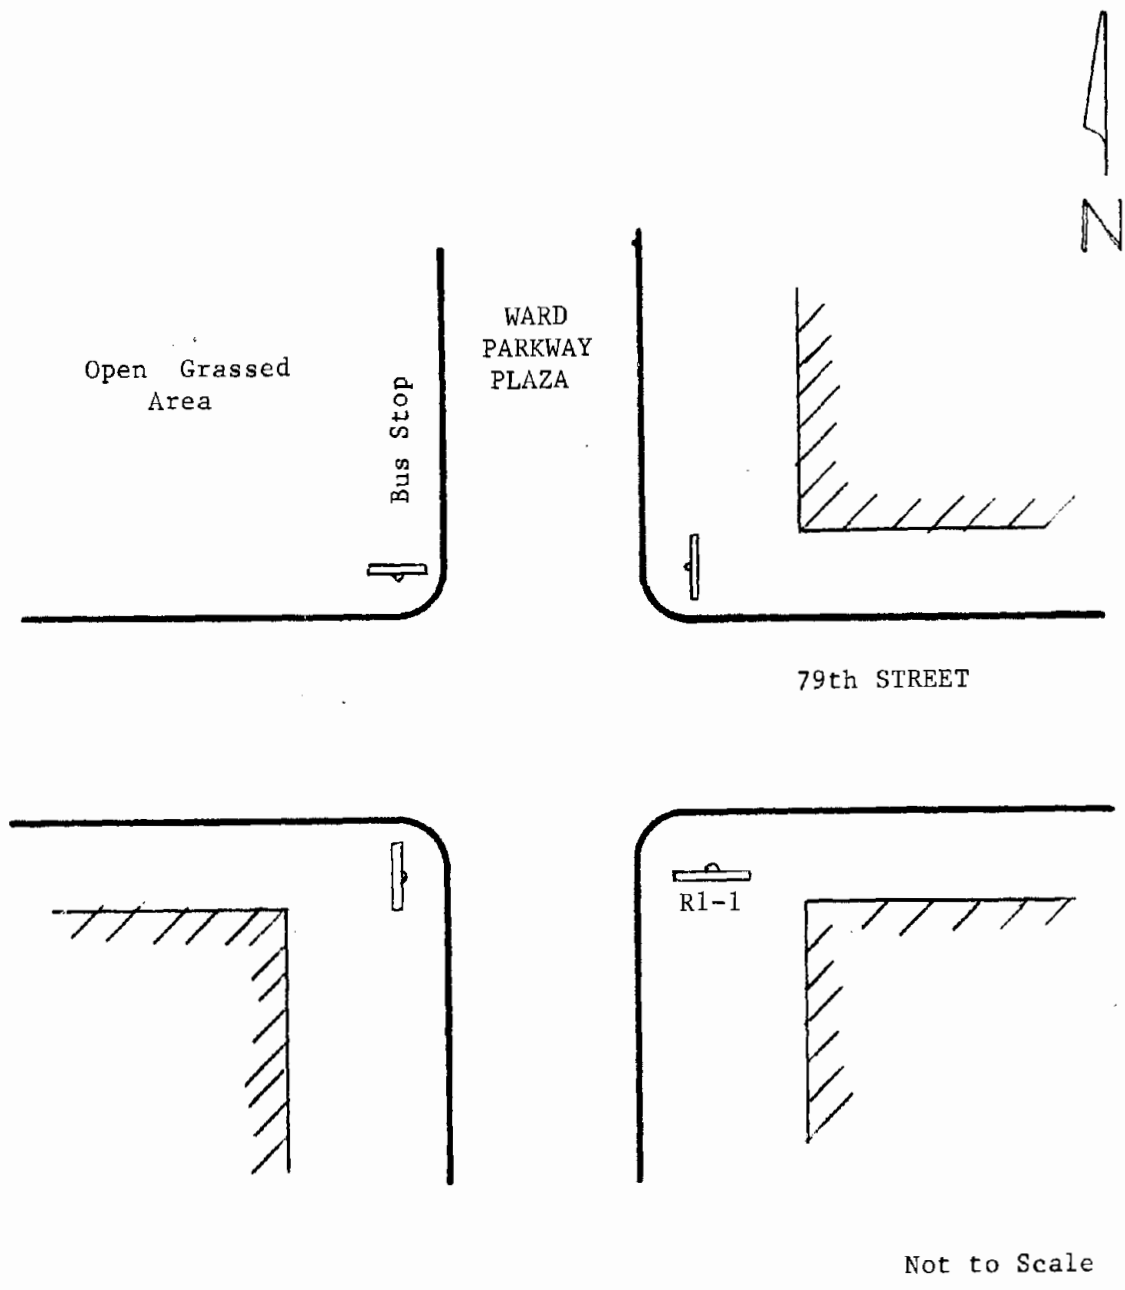 N
WARD
PARKWAY
PLAZA
Open Grassed
Area
Bus Stop
79th STREET
R1-1
Not to Scale